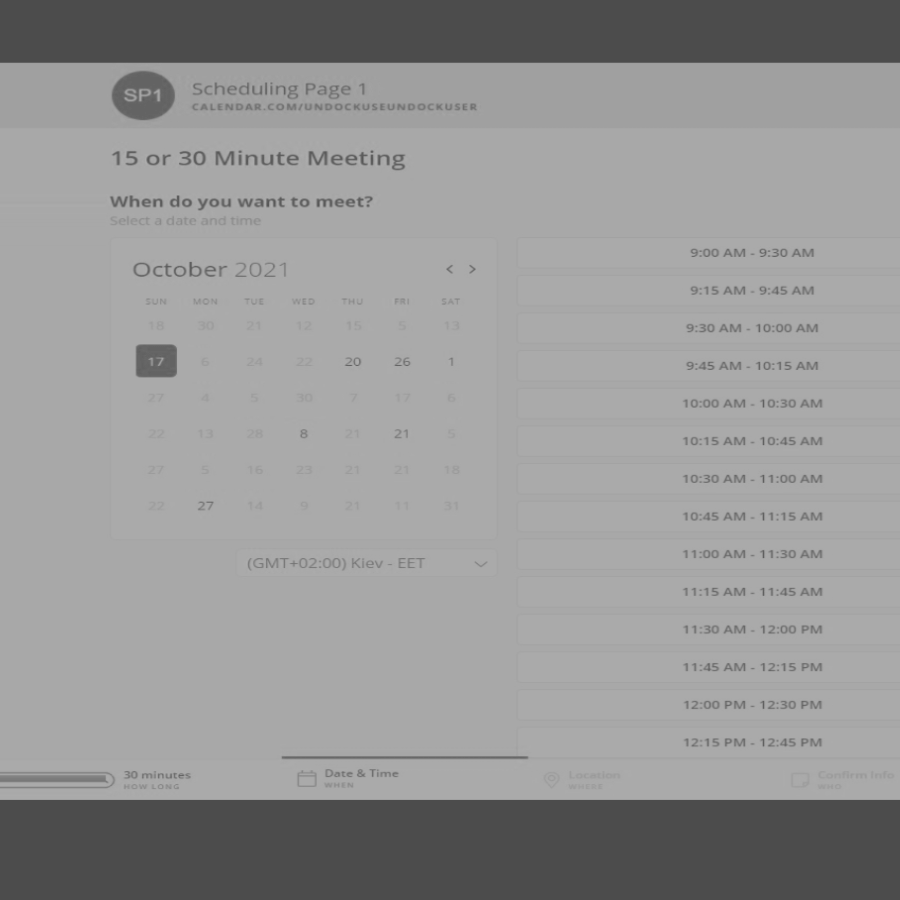 SP1
Scheduling Page 1
CALENDAR.COM/UNDOCKUSEUNDOCKUSER
15 or 30 Minute Meeting
When do you want to meet?
Select a date and time
October 2021
SUN MON TUE WED THU FRI SAT
18 30 21 12 15 5 13
17 6 24 22 20 26 1
27 4 5 30 7 17 6
22 13 28 8 21 21 5
27 5 16 23 21 21 18
22 27 14 9 21 11 31
(GMT+02:00) Kiev - EET
9:00 AM - 9:30 AM
9:15 AM - 9:45 AM
9:30 AM - 10:00 AM
9:45 AM - 10:15 AM
10:00 AM - 10:30 AM
10:15 AM - 10:45 AM
10:30 AM - 11:00 AM
10:45 AM - 11:15 AM
11:00 AM - 11:30 AM
11:15 AM - 11:45 AM
11:30 AM - 12:00 PM
11:45 AM - 12:15 PM
12:00 PM - 12:30 PM
12:15 PM - 12:45 PM
30 minutes
HOW LONG
Date & Time
WHEN
Location
WHERE
Confirm Info
WHO